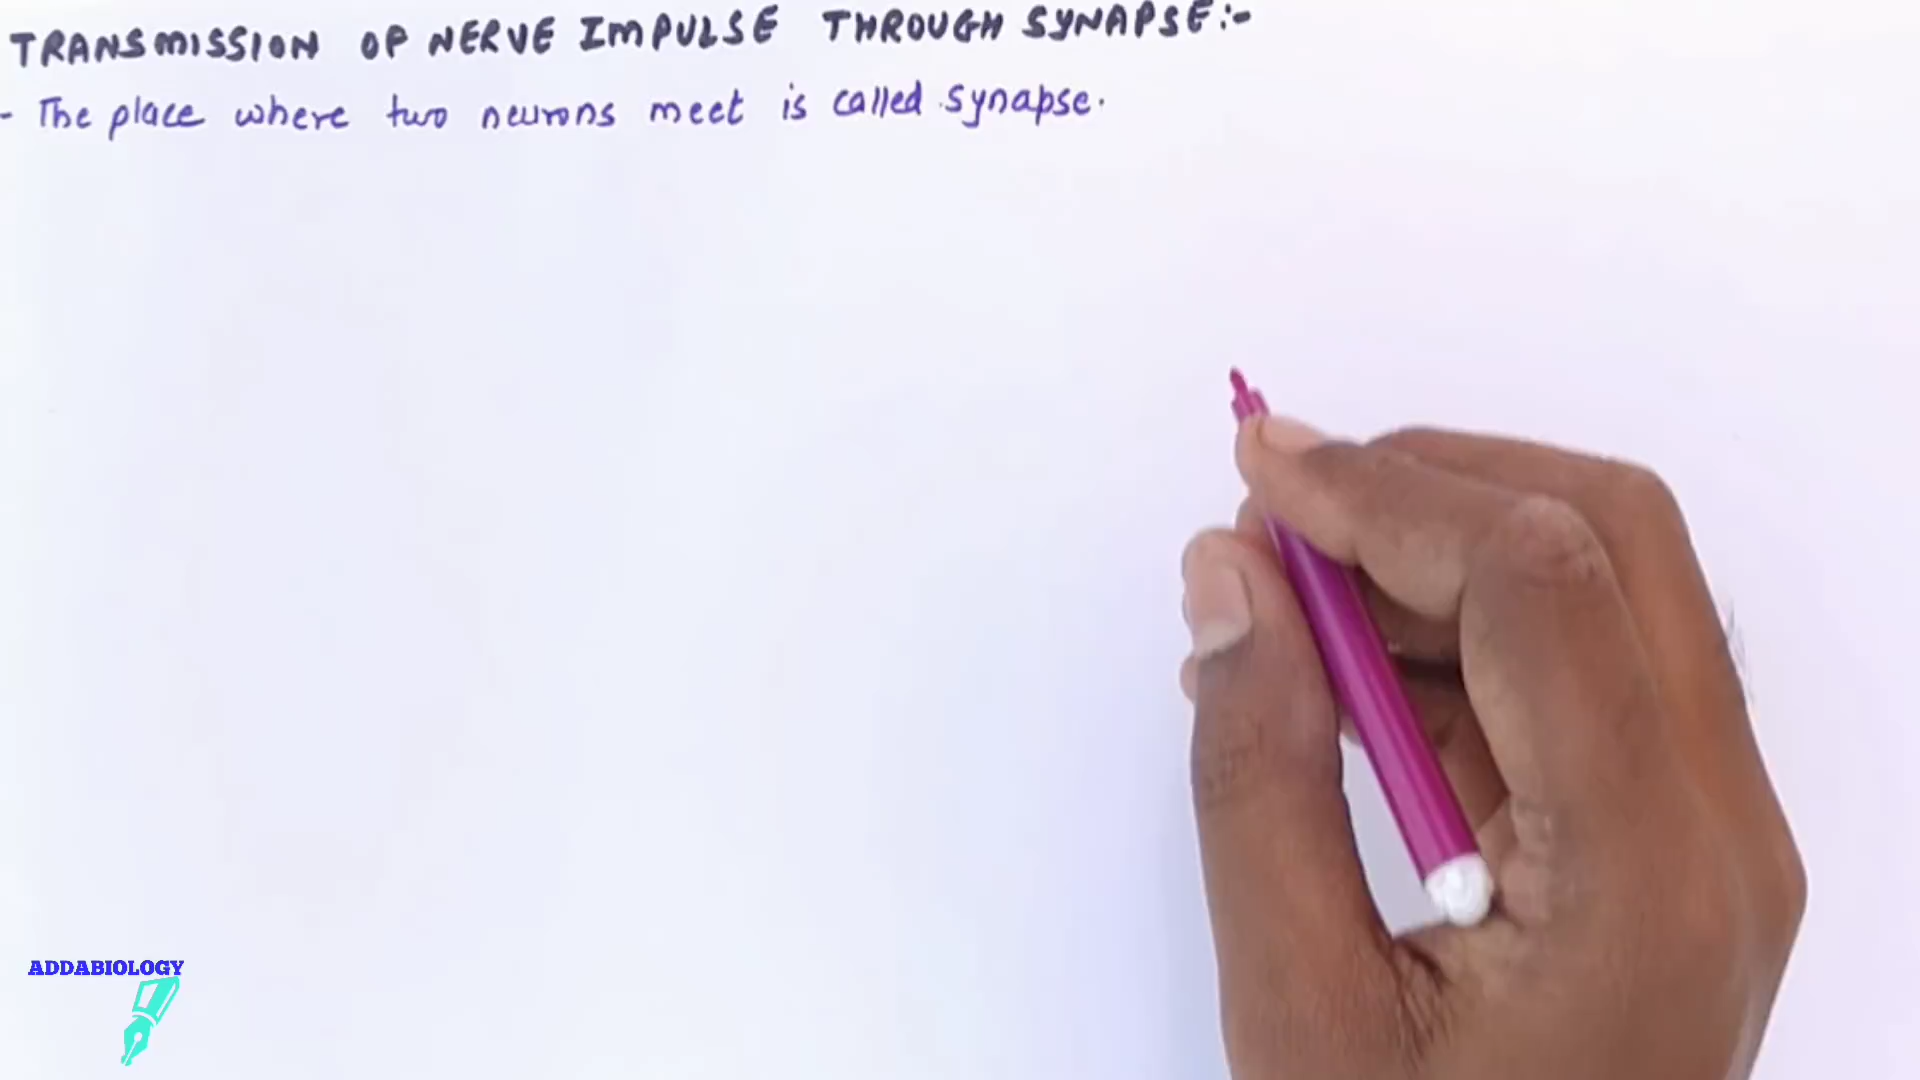 TRANSMISSION OF NERVE IMPULSE THROUGH SYNAPSE:-
- The place where two neurons meet is called synapse.
ADDABIOLOGY